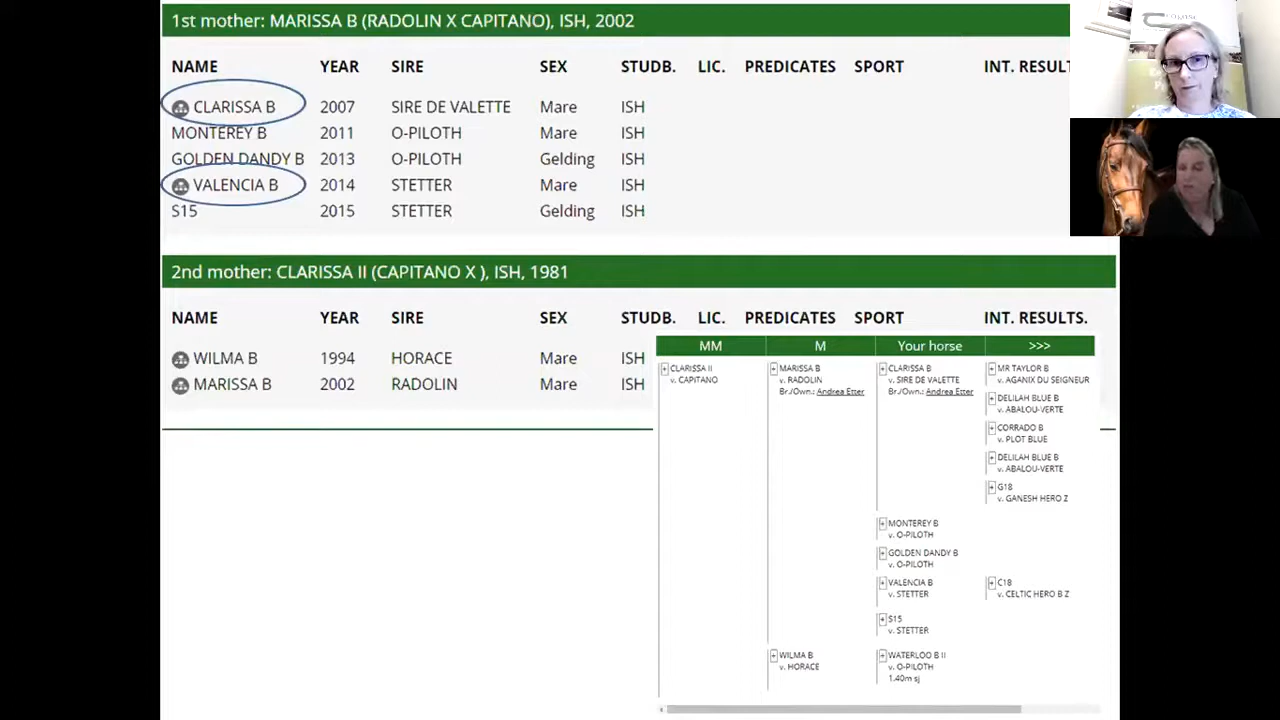 1st mother: MARISSA B (RADOLIN X CAPITANO), ISH, 2002
NAME YEAR SIRE SEX STUDB. LIC. PREDICATES SPORT INT. RESULT
CLARISSA B 2007 SIRE DE VALETTE Mare ISH
MONTEREY B 2011 O-PILOTH Mare ISH
GOLDEN DANDY B 2013 O-PILOTH Gelding ISH
VALENCIA B 2014 STETTER Mare ISH
S15 2015 STETTER Gelding ISH
2nd mother: CLARISSA II (CAPITANO X ), ISH, 1981
NAME YEAR SIRE SEX STUDB. LIC. PREDICATES SPORT INT. RESULTS.
WILMA B 1994 HORACE Mare ISH
MARISSA B 2002 RADOLIN Mare ISH
MM M Your horse >>>
CLARISSA II MARISSA B CLARISSA B MR TAYLOR B
v. CAPITANO v. RADOLIN v. SIRE DE VALETTE v. AGANIX DU SEIGNEUR
Br./Own.: Andrea Etter Br./Own.: Andrea Etter
DELILAH BLUE B
v. ABALOU-VERTE
CORRADO B
v. PLOT BLUE
DELILAH BLUE B
v. ABALOU-VERTE
G18
v. GANESH HERO Z
MONTEREY B
v. O-PILOTH
GOLDEN DANDY B
v. O-PILOTH
VALENCIA B C18
v. STETTER v. CELTIC HERO B Z
S15
v. STETTER
WILMA B WATERLOO B II
v. HORACE v. O-PILOTH
1.40m sj